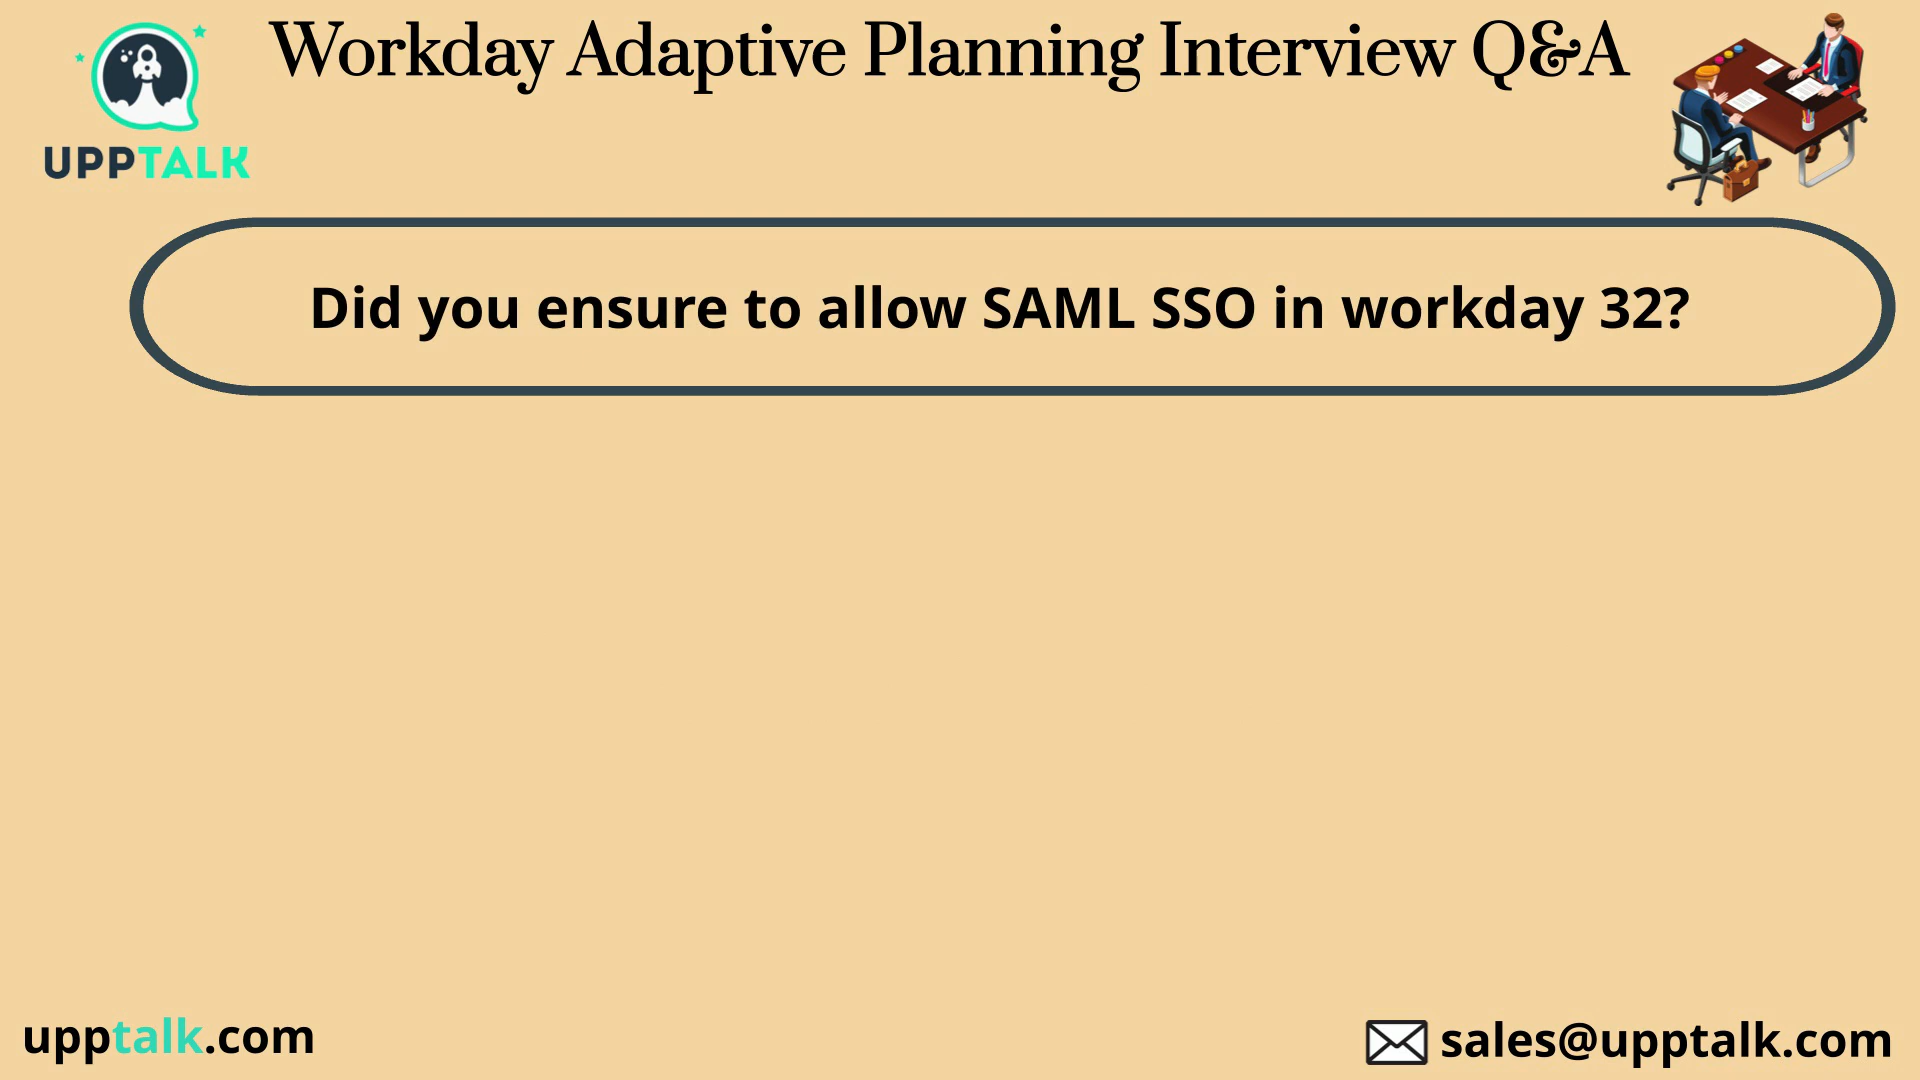 Workday Adaptive Planning Interview Q&A
UPPTALK
Did you ensure to allow SAML SSO in workday 32?
upptalk.com
sales@upptalk.com